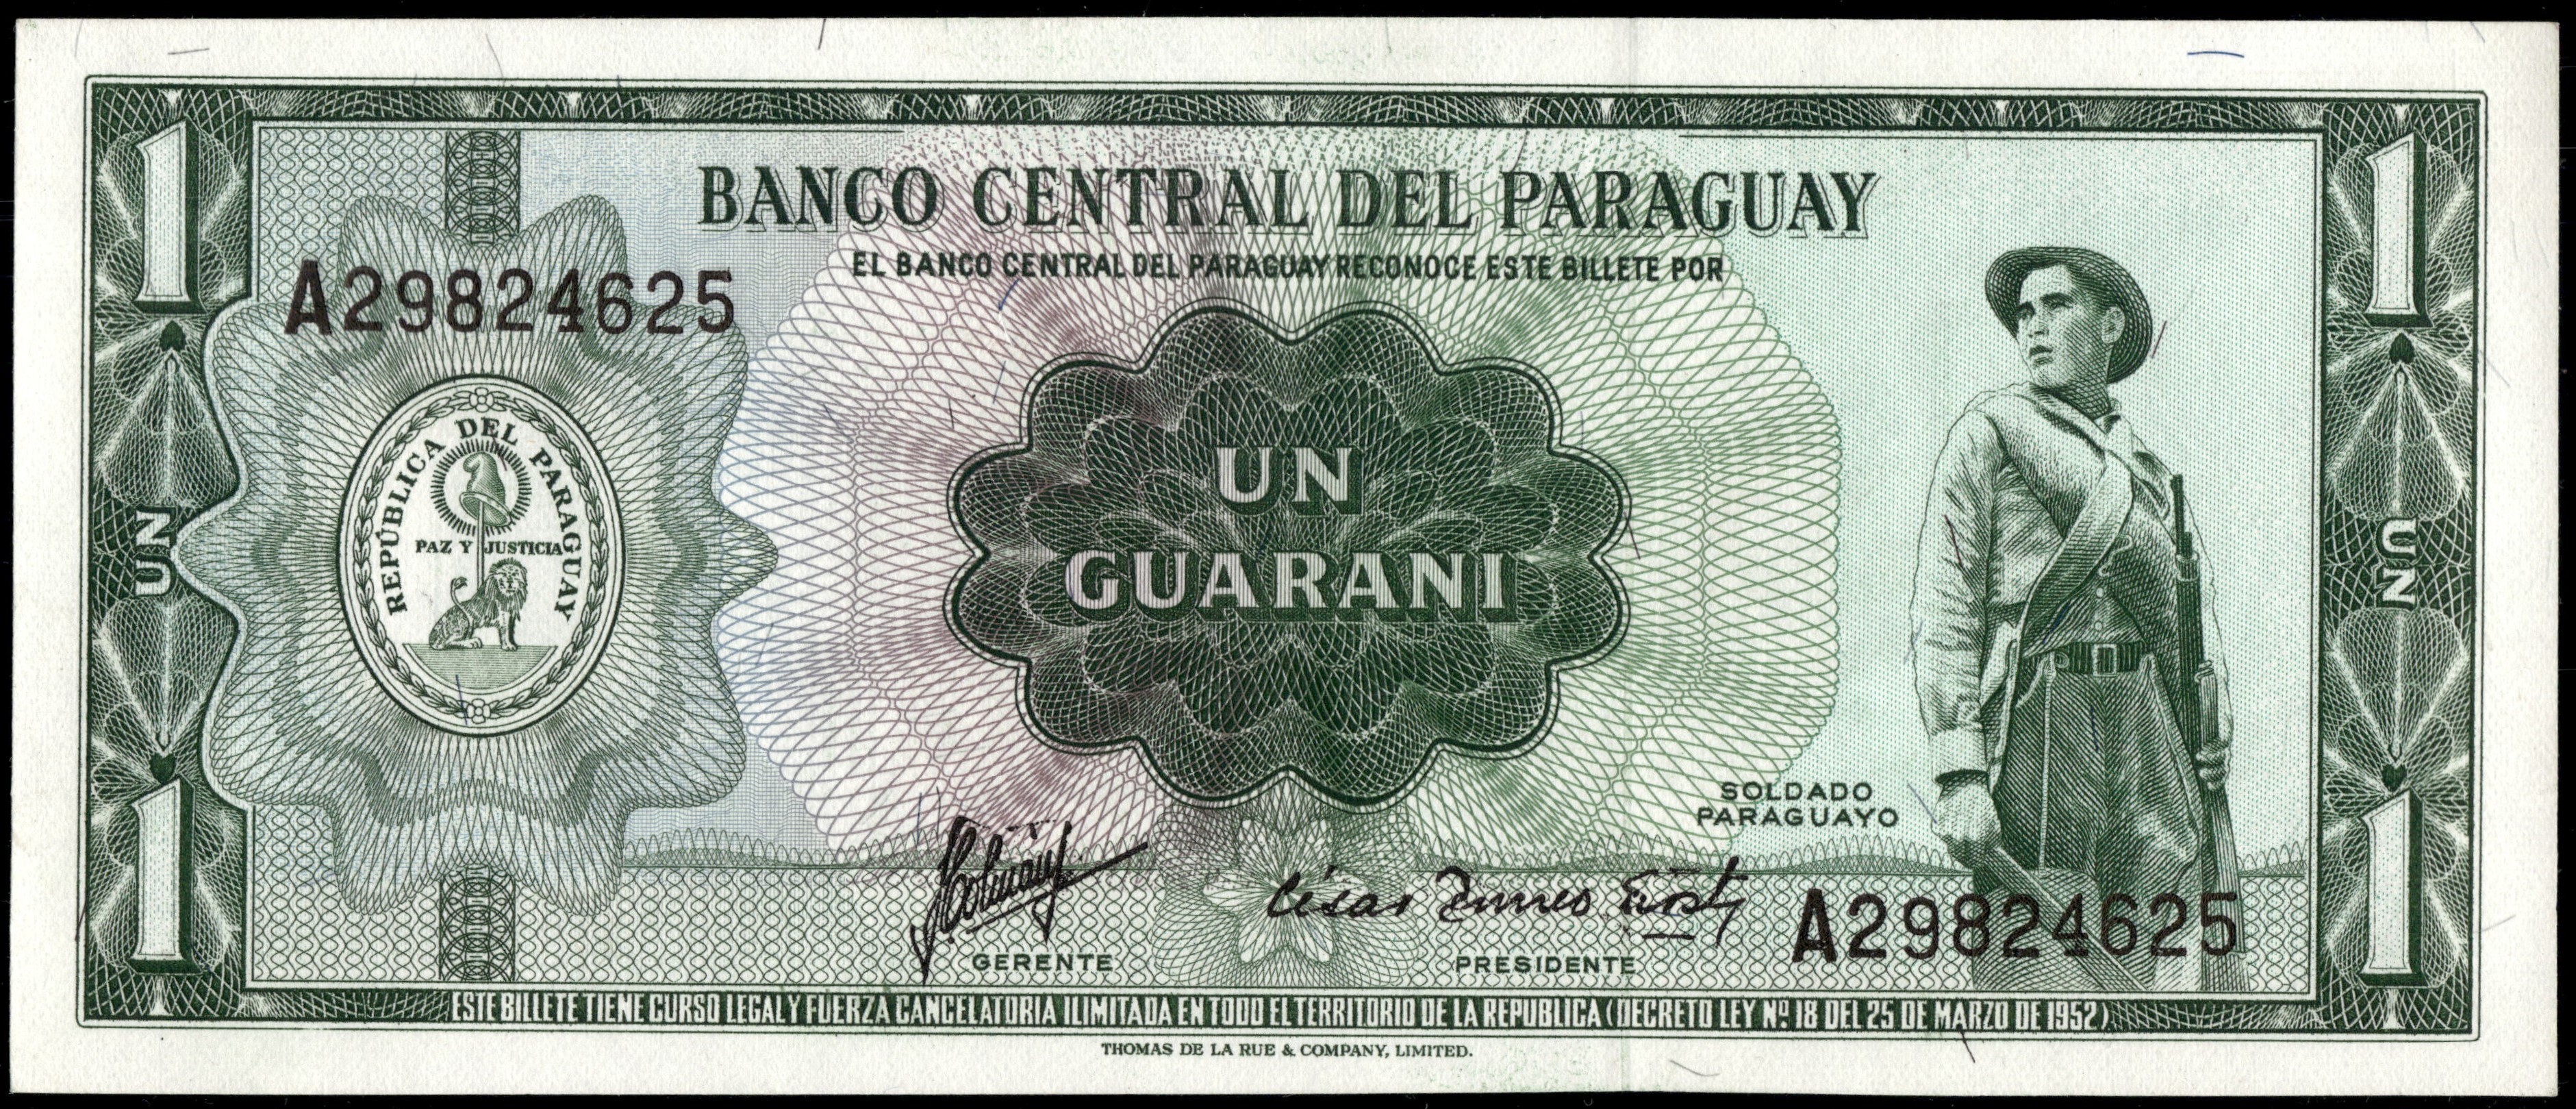 1
1
BANCO CENTRAL DEL PARAGUAY
EL BANCO CENTRAL DEL PARAGUAY RECONOCE ESTE BILLETE POR
A29824625
REPÚBLICA DEL PARAGUAY
PAZ Y JUSTICIA
UN
GUARANI
UN
UN
SOLDADO
PARAGUAYO
César Romeo Acosta
A29824625
GERENTE
PRESIDENTE
1
1
ESTE BILLETE TIENE CURSO LEGAL Y FUERZA CANCELATORIA ILIMITADA EN TODO EL TERRITORIO DE LA REPUBLICA (DECRETO LEY Nº 18 DEL 25 DE MARZO DE 1952)
THOMAS DE LA RUE & COMPANY, LIMITED.